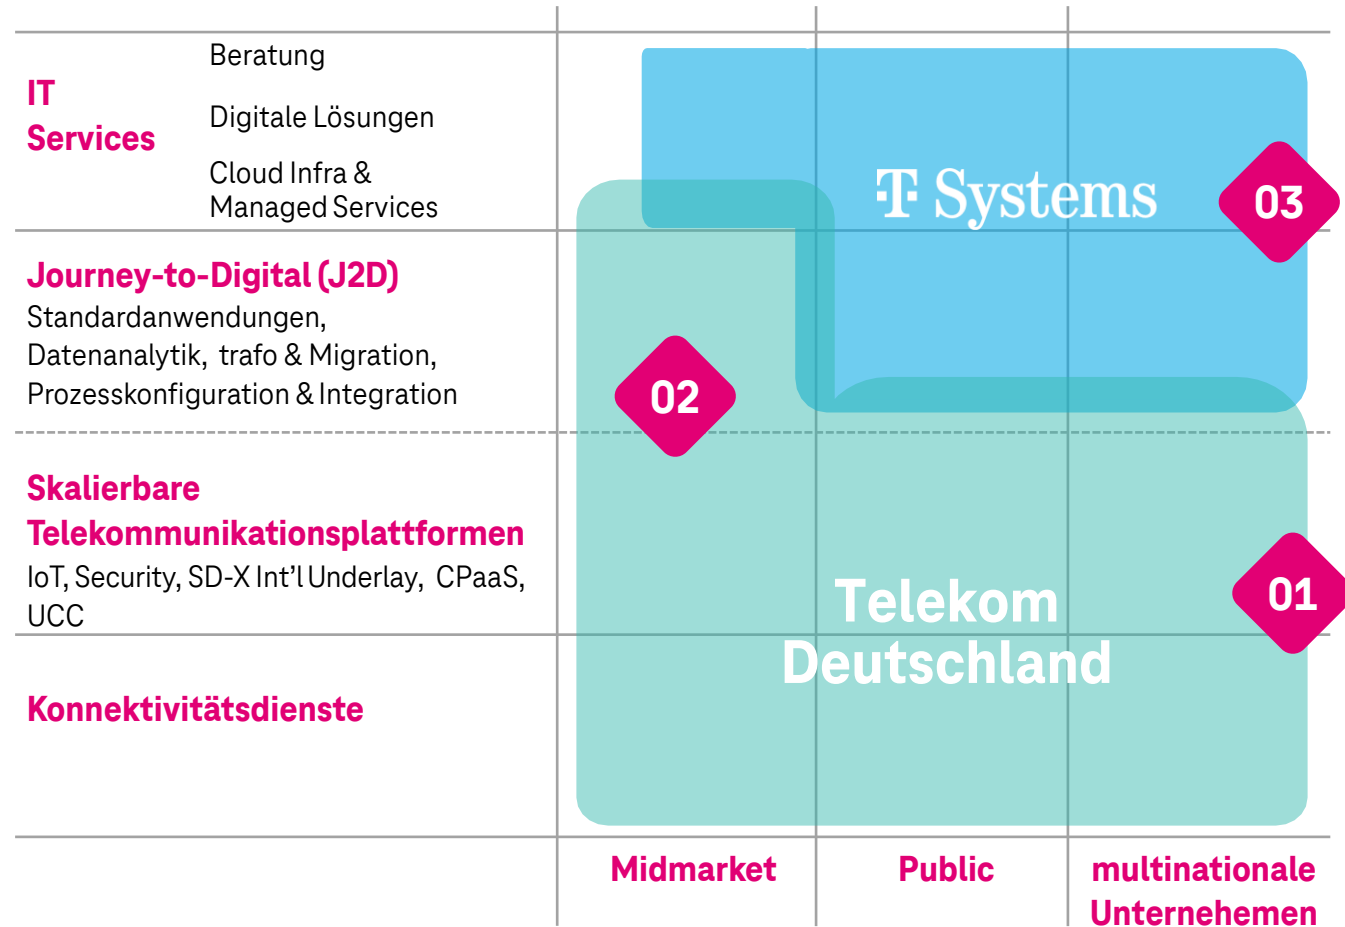 IT
Services
Beratung
Digitale Lösungen
Cloud Infra &
Managed Services
T Systems
03
Journey-to-Digital (J2D)
Standardanwendungen,
Datenanalytik, trafo & Migration,
Prozesskonfiguration & Integration
02
Skalierbare
Telekommunikationsplattformen
IoT, Security, SD-X Int'l Underlay, CPaaS,
UCC
Telekom
Deutschland
01
Konnektivitätsdienste
Midmarket
Public
multinationale
Unternehemen